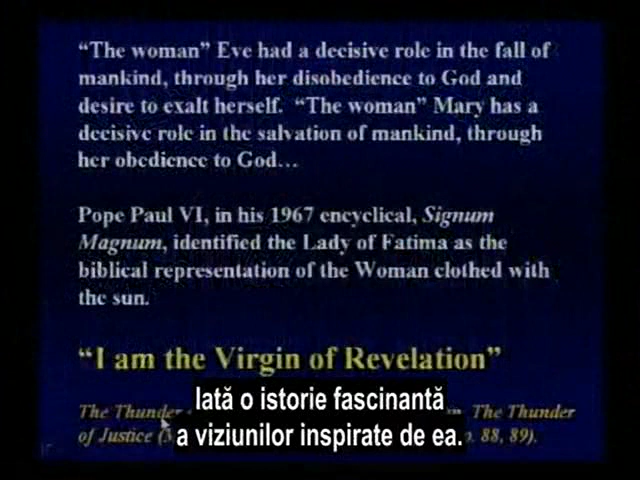 “The woman” Eve had a decisive role in the fall of
mankind, through her disobedience to God and
desire to exalt herself. “The woman” Mary has a
decisive role in the salvation of mankind, through
her obedience to God…
Pope Paul VI, in his 1967 encyclical, Signum
Magnum, identified the Lady of Fatima as the
biblical representation of the Woman clothed with
the sun.
“I am the Virgin of Revelation”
The Thunder The Thunder
of Justice 88, 89).
Iată o istorie fascinantă
a viziunilor inspirate de ea.